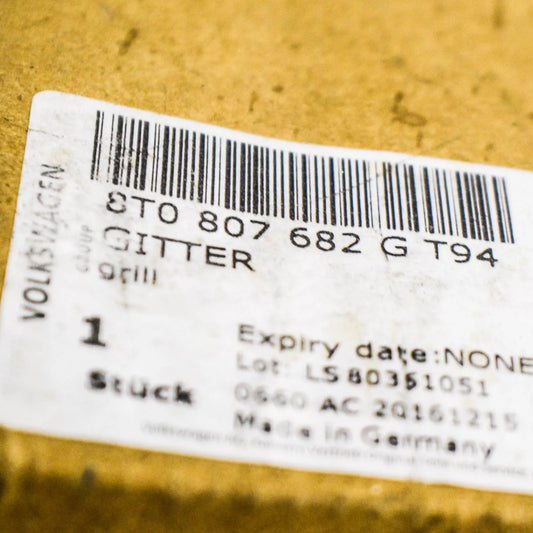 8T0 807 682 G T94
GITTER
grill
VOLKSWAGEN
GROUP
1
Stück
Expiry date:NONE
Lot: LS80351051
0660 AC 20161215
Made in Germany